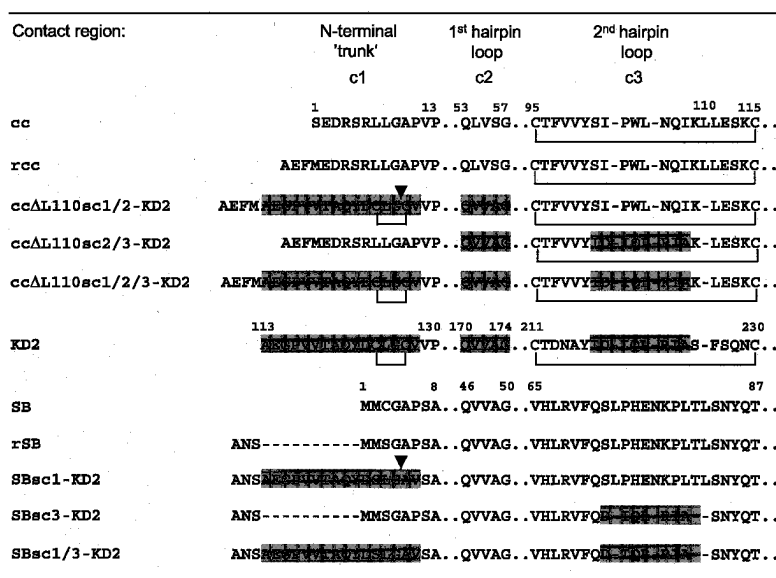 Contact region: N-terminal 1st hairpin 2nd hairpin
'trunk' loop loop
c1 c2 c3
1 13 53 57 95 110 115
cc SEDRSRLLGAPVP..QLVSG..CTFVVYSI-PWL-NQIKLLESKC..
rcc AEFMEDRSRLLGAPVP..QLVSG..CTFVVYSI-PWL-NQIKLLESKC..
ccΔL110sc1/2-KD2 AEFM VP.. ..CTFVVYSI-PWL-NQIK-LESKC..
ccΔL110sc2/3-KD2 AEFMEDRSRLLGAPVP.. ..CTFVVY K-LESKC..
ccΔL110sc1/2/3-KD2 AEFM VP.. ..CTFVVY K-LESKC..
113 130 170 174 211 230
KD2 VP.. ..CTDNAY S-FSQNC..
1 8 46 50 65 87
SB MMCGAPSA..QVVAG..VHLRVFQSLPHENKPLTLSNYQT..
rSB ANS----------MMSGAPSA..QVVAG..VHLRVFQSLPHENKPLTLSNYQT..
SBsc1-KD2 ANS SA..QVVAG..VHLRVFQSLPHENKPLTLSNYQT..
SBsc3-KD2 ANS----------MMSGAPSA..QVVAG..VHLRVFQ -SNYQT..
SBsc1/3-KD2 ANS SA..QVVAG..VHLRVFQ -SNYQT..